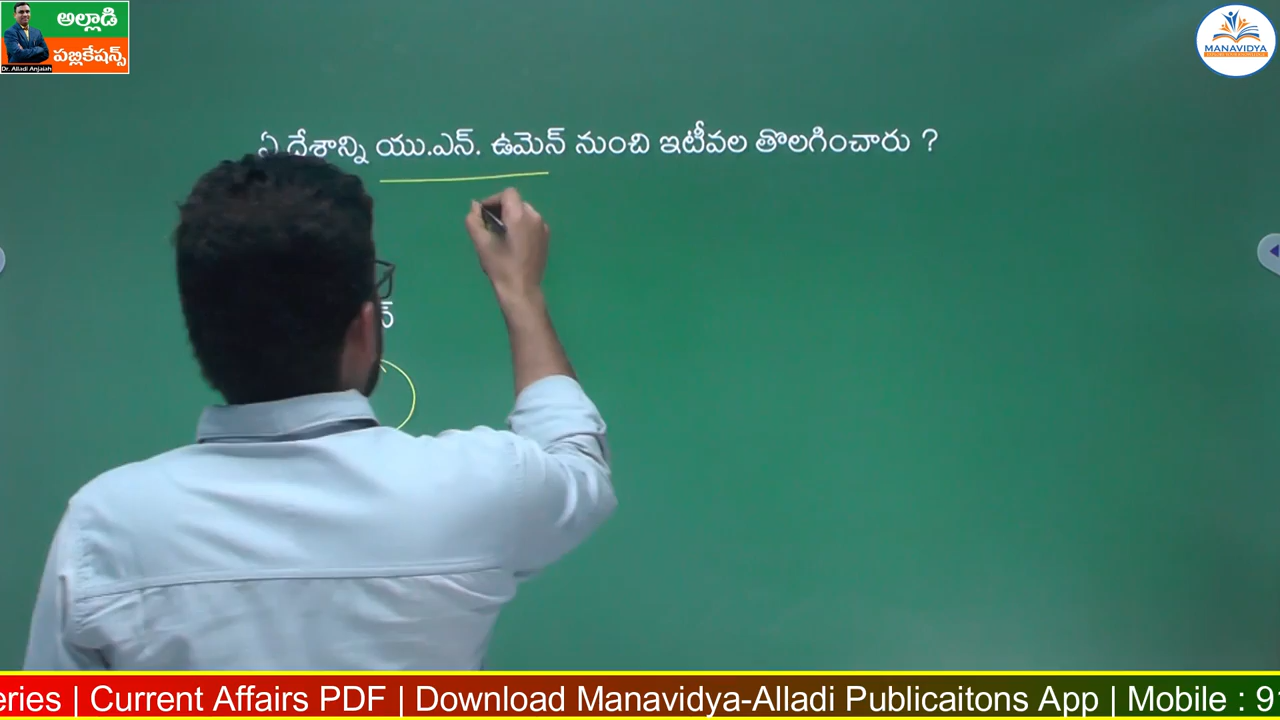 అల్లాడి
పబ్లికేషన్స్
Dr. Alladi Anjaiah
MANAVIDYA
ఏ దేశాన్ని యు.ఎన్. ఉమెన్ నుంచి ఇటీవల తొలగించారు ?
eries | Current Affairs PDF | Download Manavidya-Alladi Publicaitons App | Mobile : 9